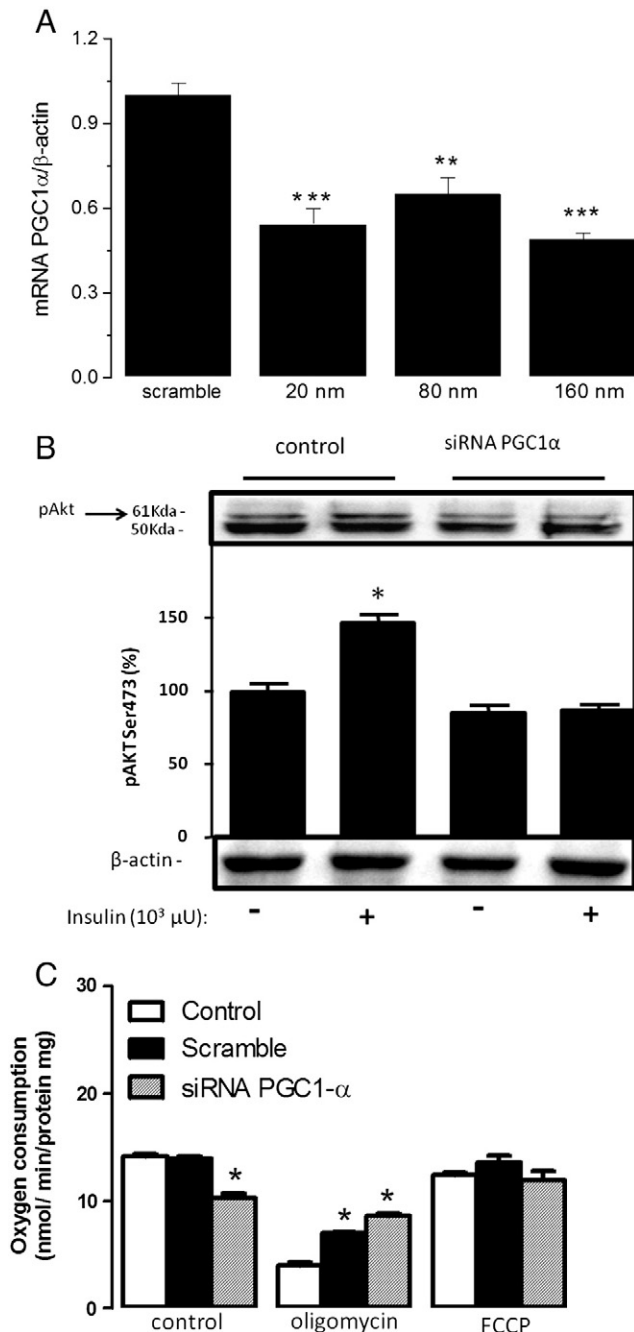 A
mRNA PGC1α/β-actin
1.2
0.9
0.6
0.3
0.0
***
**
***
scramble 20 nm 80 nm 160 nm
B
control siRNA PGC1α
pAkt 61Kda -
50Kda -
pAKT Ser473 (%)
150
100
50
0
*
β-actin -
Insulin (10³ μU): - + - +
C
Oxygen consumption
(nmol/ min/protein mg)
30
20
10
0
Control
Scramble
siRNA PGC1-α
*
* *
control oligomycin FCCP